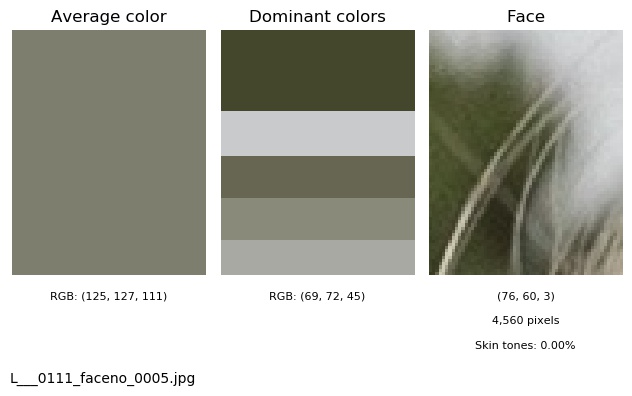 Average color
Dominant colors
Face
RGB: (125, 127, 111)
RGB: (69, 72, 45)
(76, 60, 3)
4,560 pixels
Skin tones: 0.00%
L___0111_faceno_0005.jpg